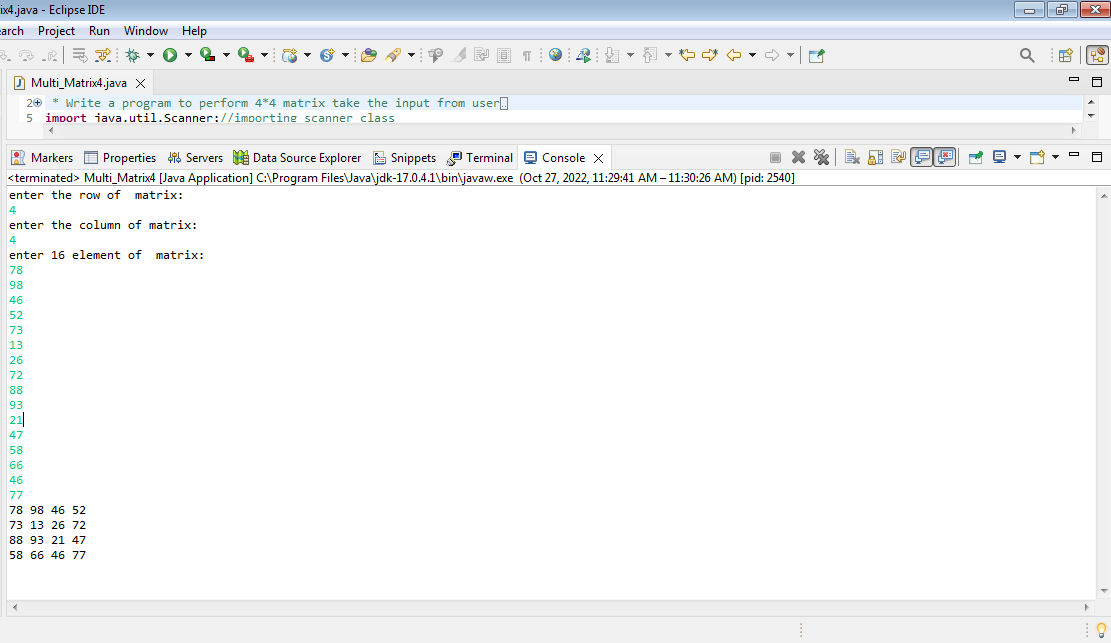 ix4.java - Eclipse IDE
earch Project Run Window Help
Multi_Matrix4.java
2 * Write a program to perform 4*4 matrix take the input from user
5 import java.util.Scanner;//importing scanner class
Markers Properties Servers Data Source Explorer Snippets Terminal Console
<terminated> Multi_Matrix4 [Java Application] C:\Program Files\Java\jdk-17.0.4.1\bin\javaw.exe (Oct 27, 2022, 11:29:41 AM – 11:30:26 AM) [pid: 2540]
enter the row of  matrix:
4
enter the column of matrix:
4
enter 16 element of  matrix:
78
98
46
52
73
13
26
72
88
93
21
47
58
66
46
77
78 98 46 52
73 13 26 72
88 93 21 47
58 66 46 77